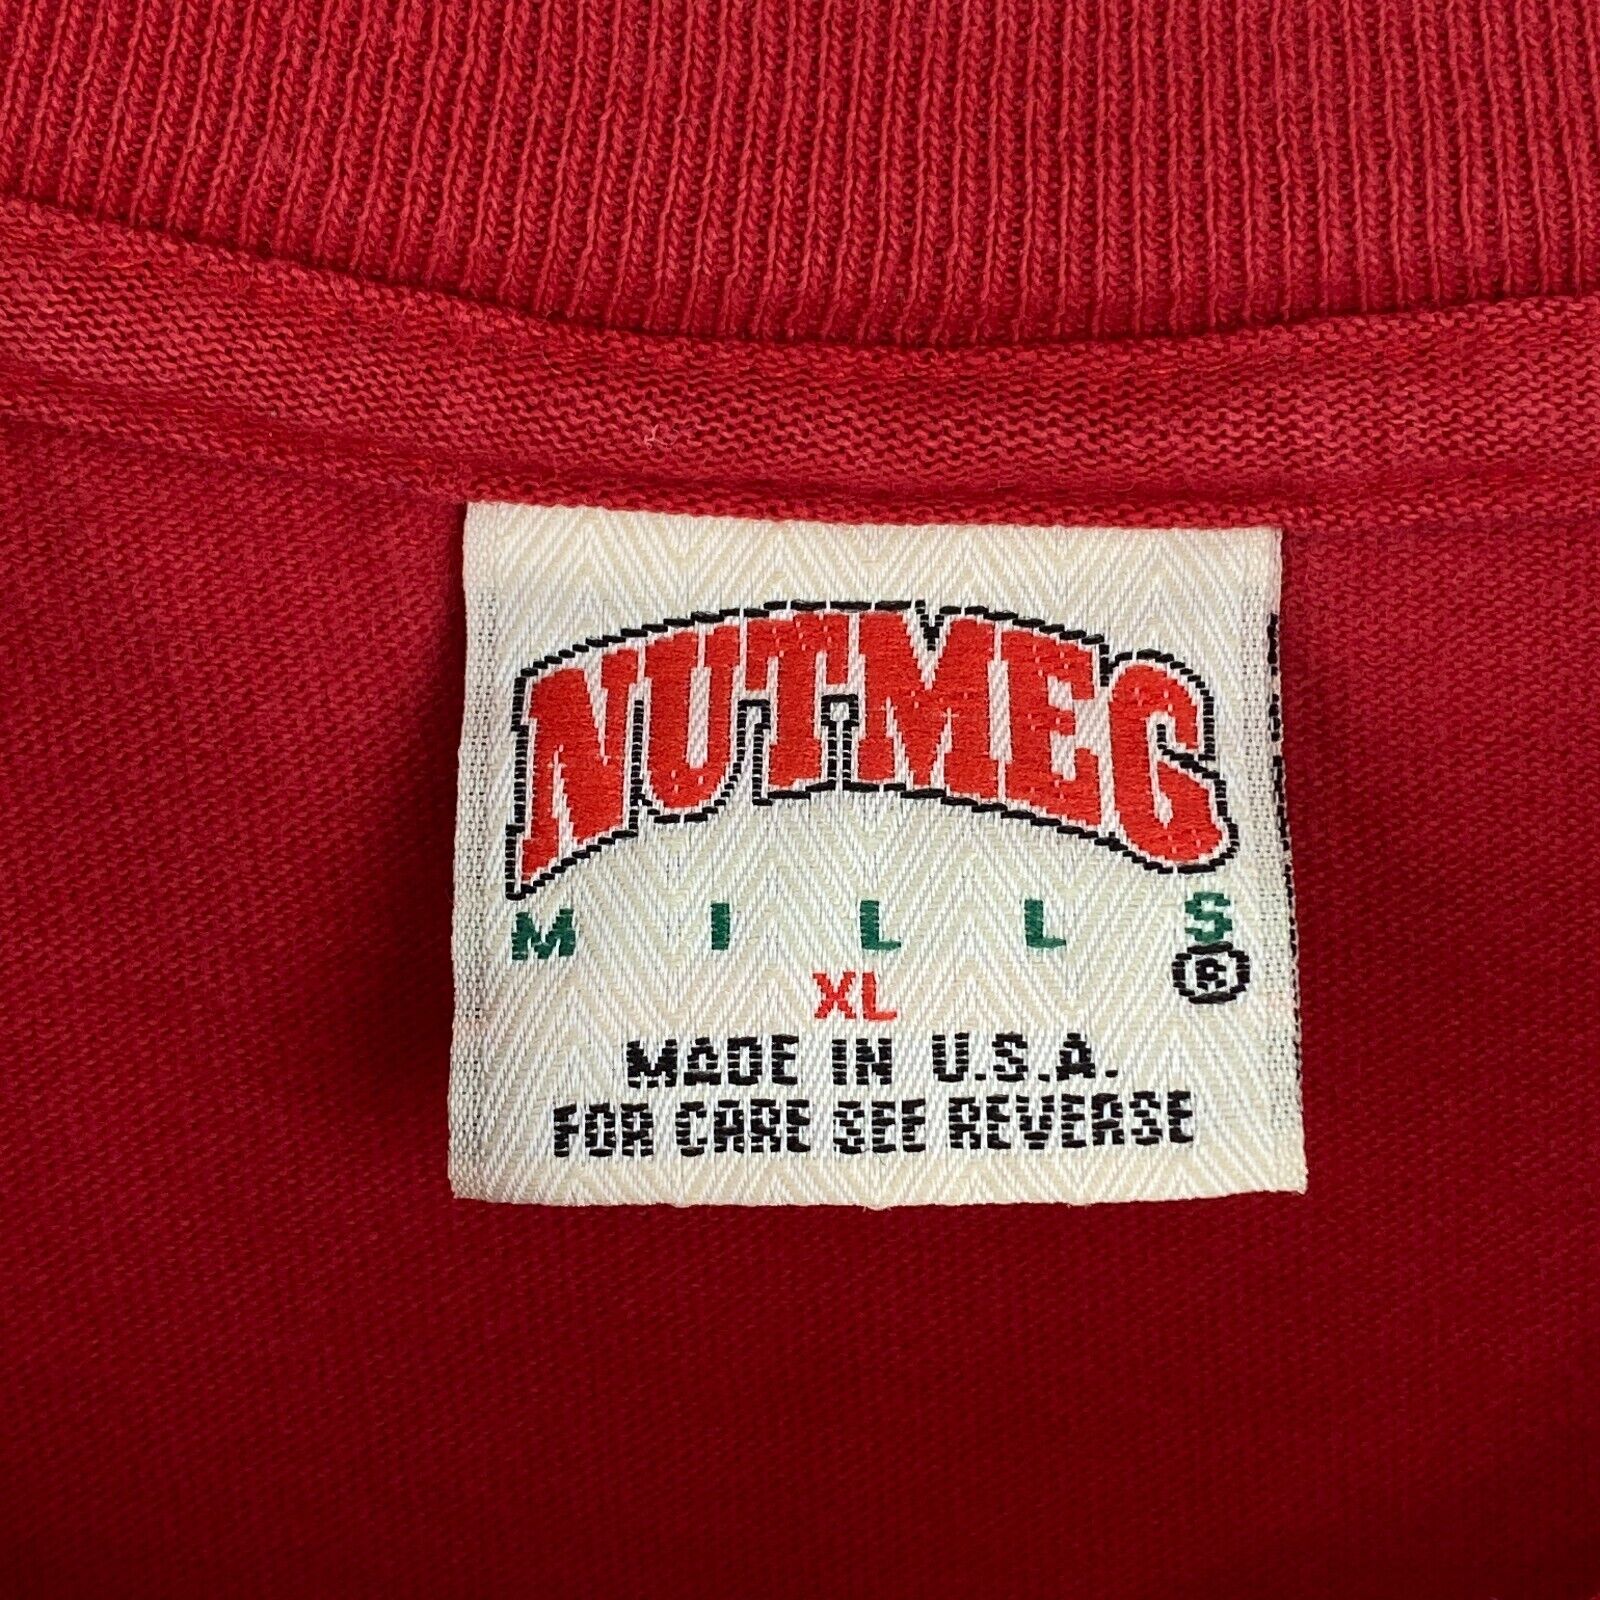 NUTMEG
MILLS
®
XL
MADE IN U.S.A.
FOR CARE SEE REVERSE